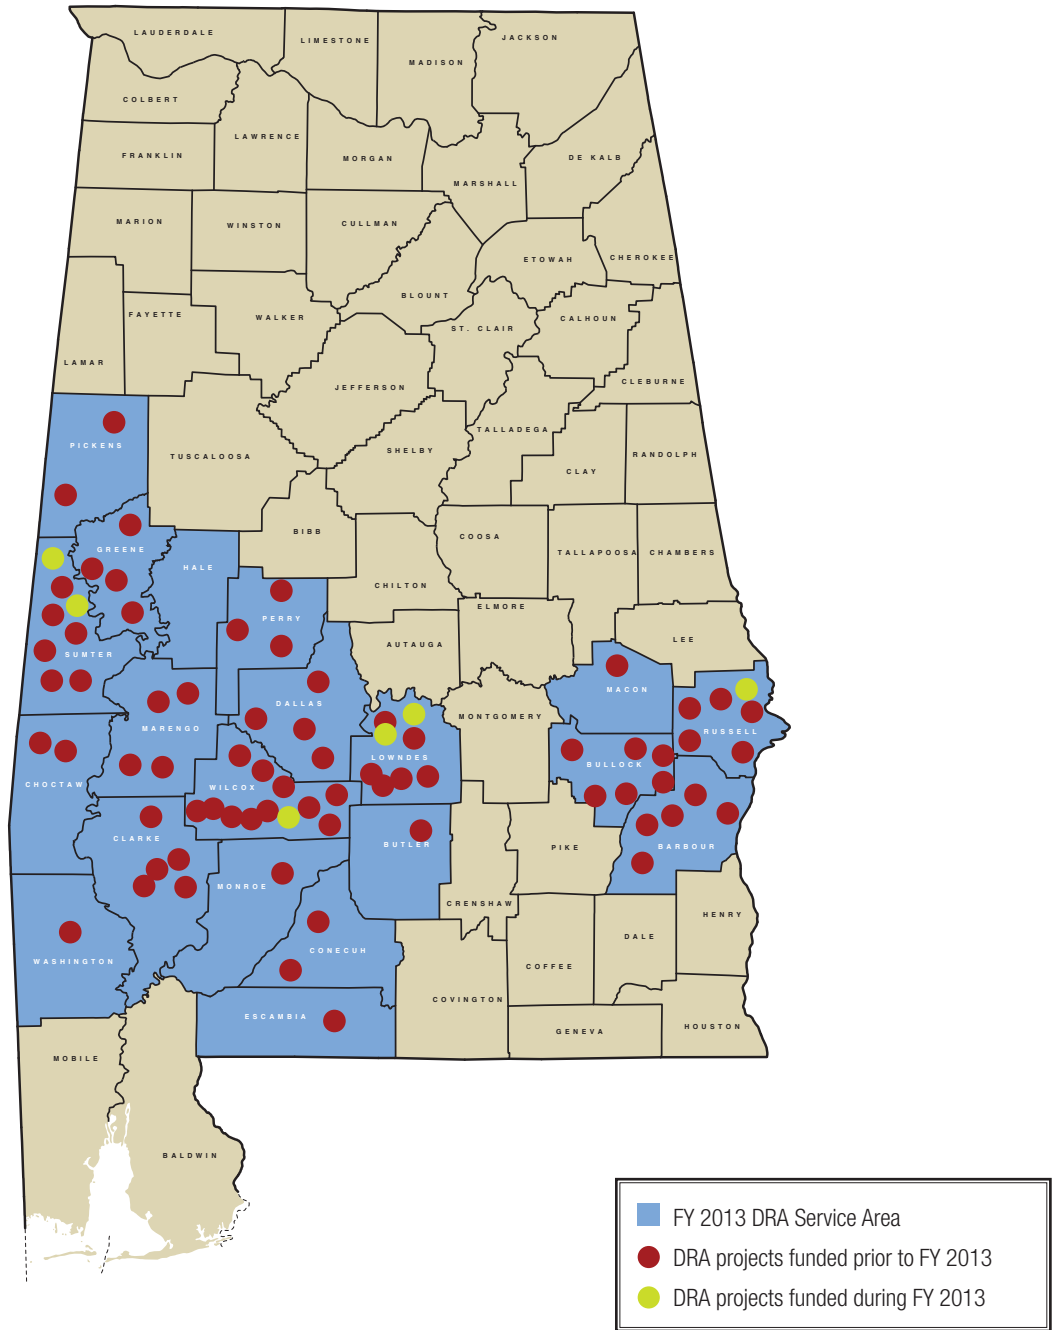 LAUDERDALE
LIMESTONE
MADISON
JACKSON
COLBERT
LAWRENCE
FRANKLIN
MORGAN
MARSHALL
DE KALB
MARION
WINSTON
CULLMAN
ETOWAH
CHEROKEE
BLOUNT
FAYETTE
WALKER
ST. CLAIR
CALHOUN
LAMAR
JEFFERSON
CLEBURNE
PICKENS
TUSCALOOSA
SHELBY
TALLADEGA
CLAY
RANDOLPH
BIBB
COOSA
GREENE
HALE
TALLAPOOSA
CHAMBERS
CHILTON
PERRY
ELMORE
SUMTER
AUTAUGA
LEE
MACON
DALLAS
MARENGO
MONTGOMERY
RUSSELL
LOWNDES
BULLOCK
CHOCTAW
WILCOX
CLARKE
BUTLER
PIKE
BARBOUR
MONROE
CRENSHAW
HENRY
CONECUH
DALE
WASHINGTON
COFFEE
COVINGTON
ESCAMBIA
GENEVA
HOUSTON
MOBILE
BALDWIN
FY 2013 DRA Service Area
DRA projects funded prior to FY 2013
DRA projects funded during FY 2013